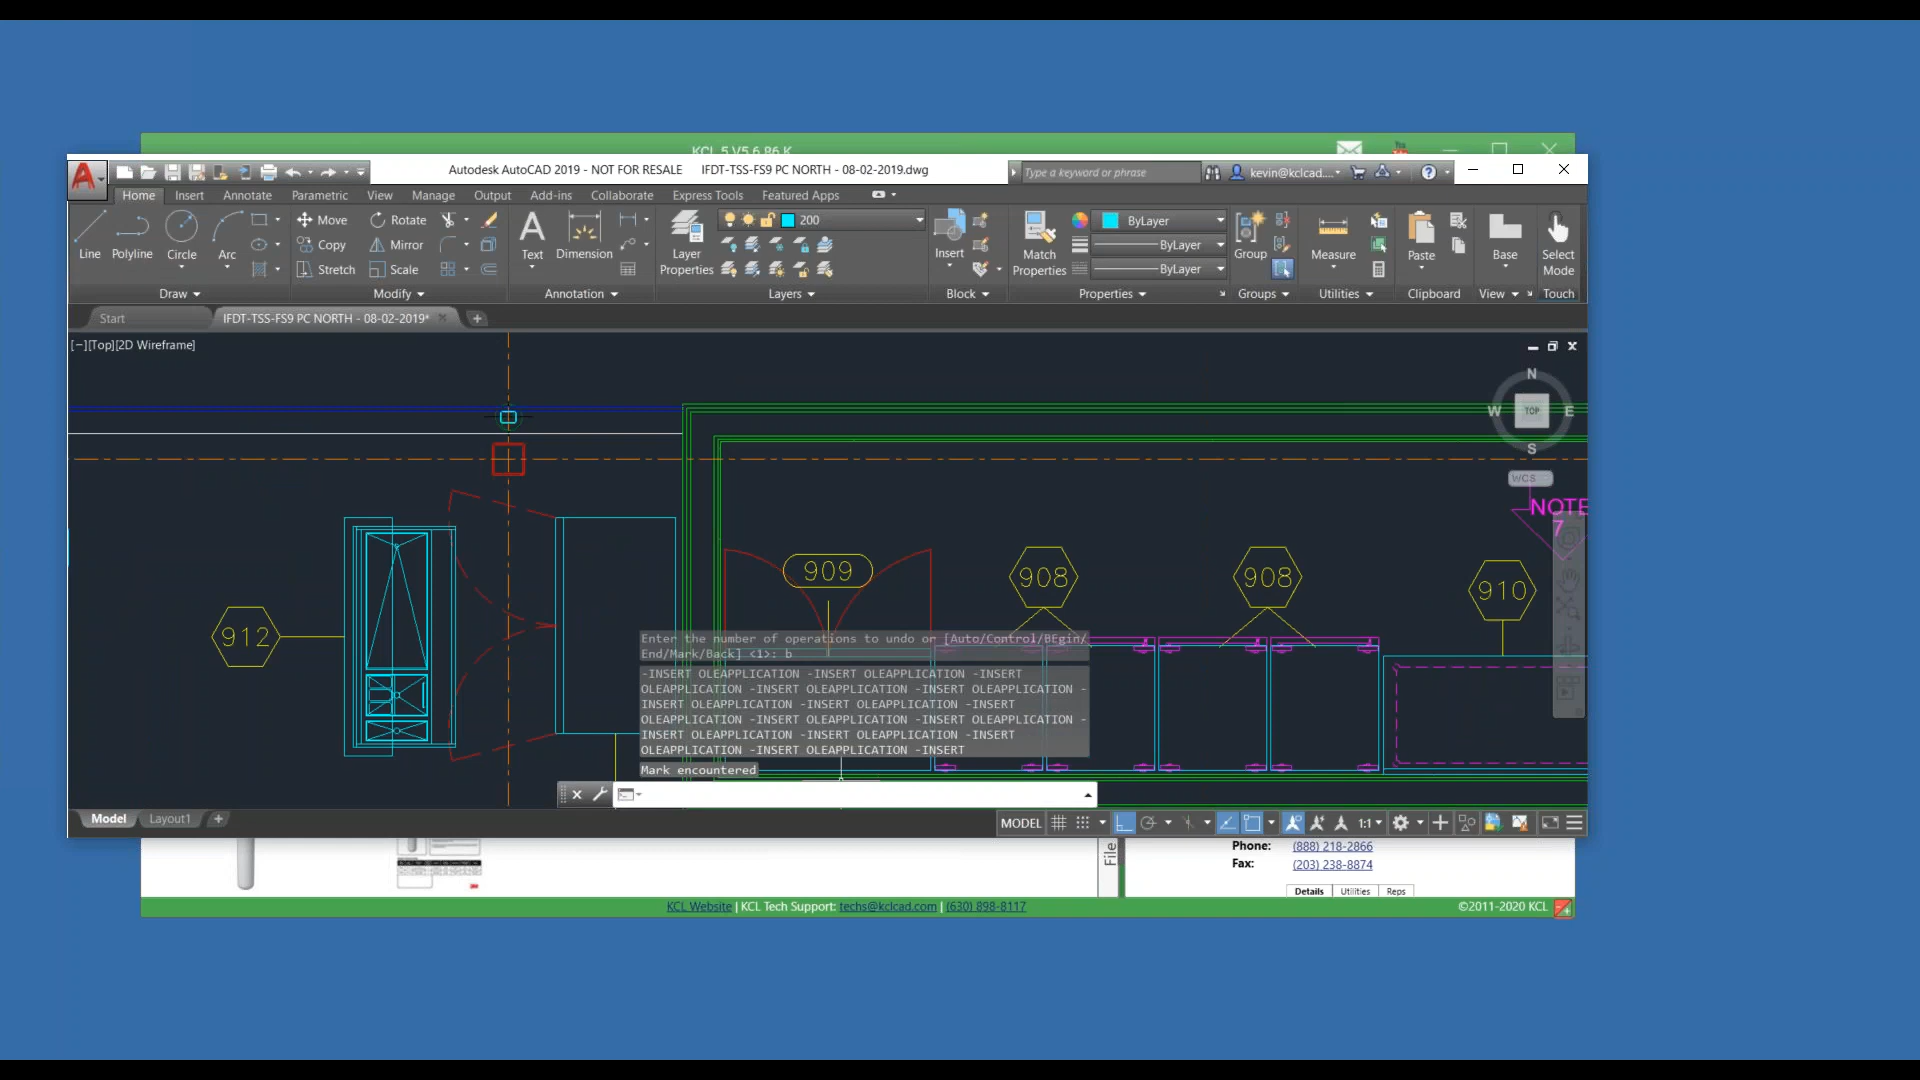 KCL 5 V5.6.86 K
Autodesk AutoCAD 2019 - NOT FOR RESALE IFDT-TSS-FS9 PC NORTH - 08-02-2019.dwg
Type a keyword or phrase
kevin@kclcad....
Home Insert Annotate Parametric View Manage Output Add-ins Collaborate Express Tools Featured Apps
Line Polyline Circle Arc
Move Rotate
Copy Mirror
Stretch Scale
Text Dimension
Layer Properties
200
Insert
Match Properties
ByLayer
ByLayer
ByLayer
Group
Measure
Paste
Base
Select Mode
Draw Modify Annotation Layers Block Properties Groups Utilities Clipboard View Touch
Start IFDT-TSS-FS9 PC NORTH - 08-02-2019*
[−][Top][2D Wireframe]
N
W TOP E
S
WCS
NOTE
7
909
908
908
910
912
Enter the number of operations to undo or [Auto/Control/BEgin/
End/Mark/Back] <1>: b
-INSERT OLEAPPLICATION -INSERT OLEAPPLICATION -INSERT
OLEAPPLICATION -INSERT OLEAPPLICATION -INSERT OLEAPPLICATION -
INSERT OLEAPPLICATION -INSERT OLEAPPLICATION -INSERT
OLEAPPLICATION -INSERT OLEAPPLICATION -INSERT OLEAPPLICATION -
INSERT OLEAPPLICATION -INSERT OLEAPPLICATION -INSERT
OLEAPPLICATION -INSERT OLEAPPLICATION -INSERT
Mark encountered
Model Layout1
MODEL 1:1
File
Phone: (888) 218-2866
Fax: (203) 238-8874
Details Utilities Reps
KCL Website | KCL Tech Support: techs@kclcad.com | (630) 898-8117
©2011-2020 KCL